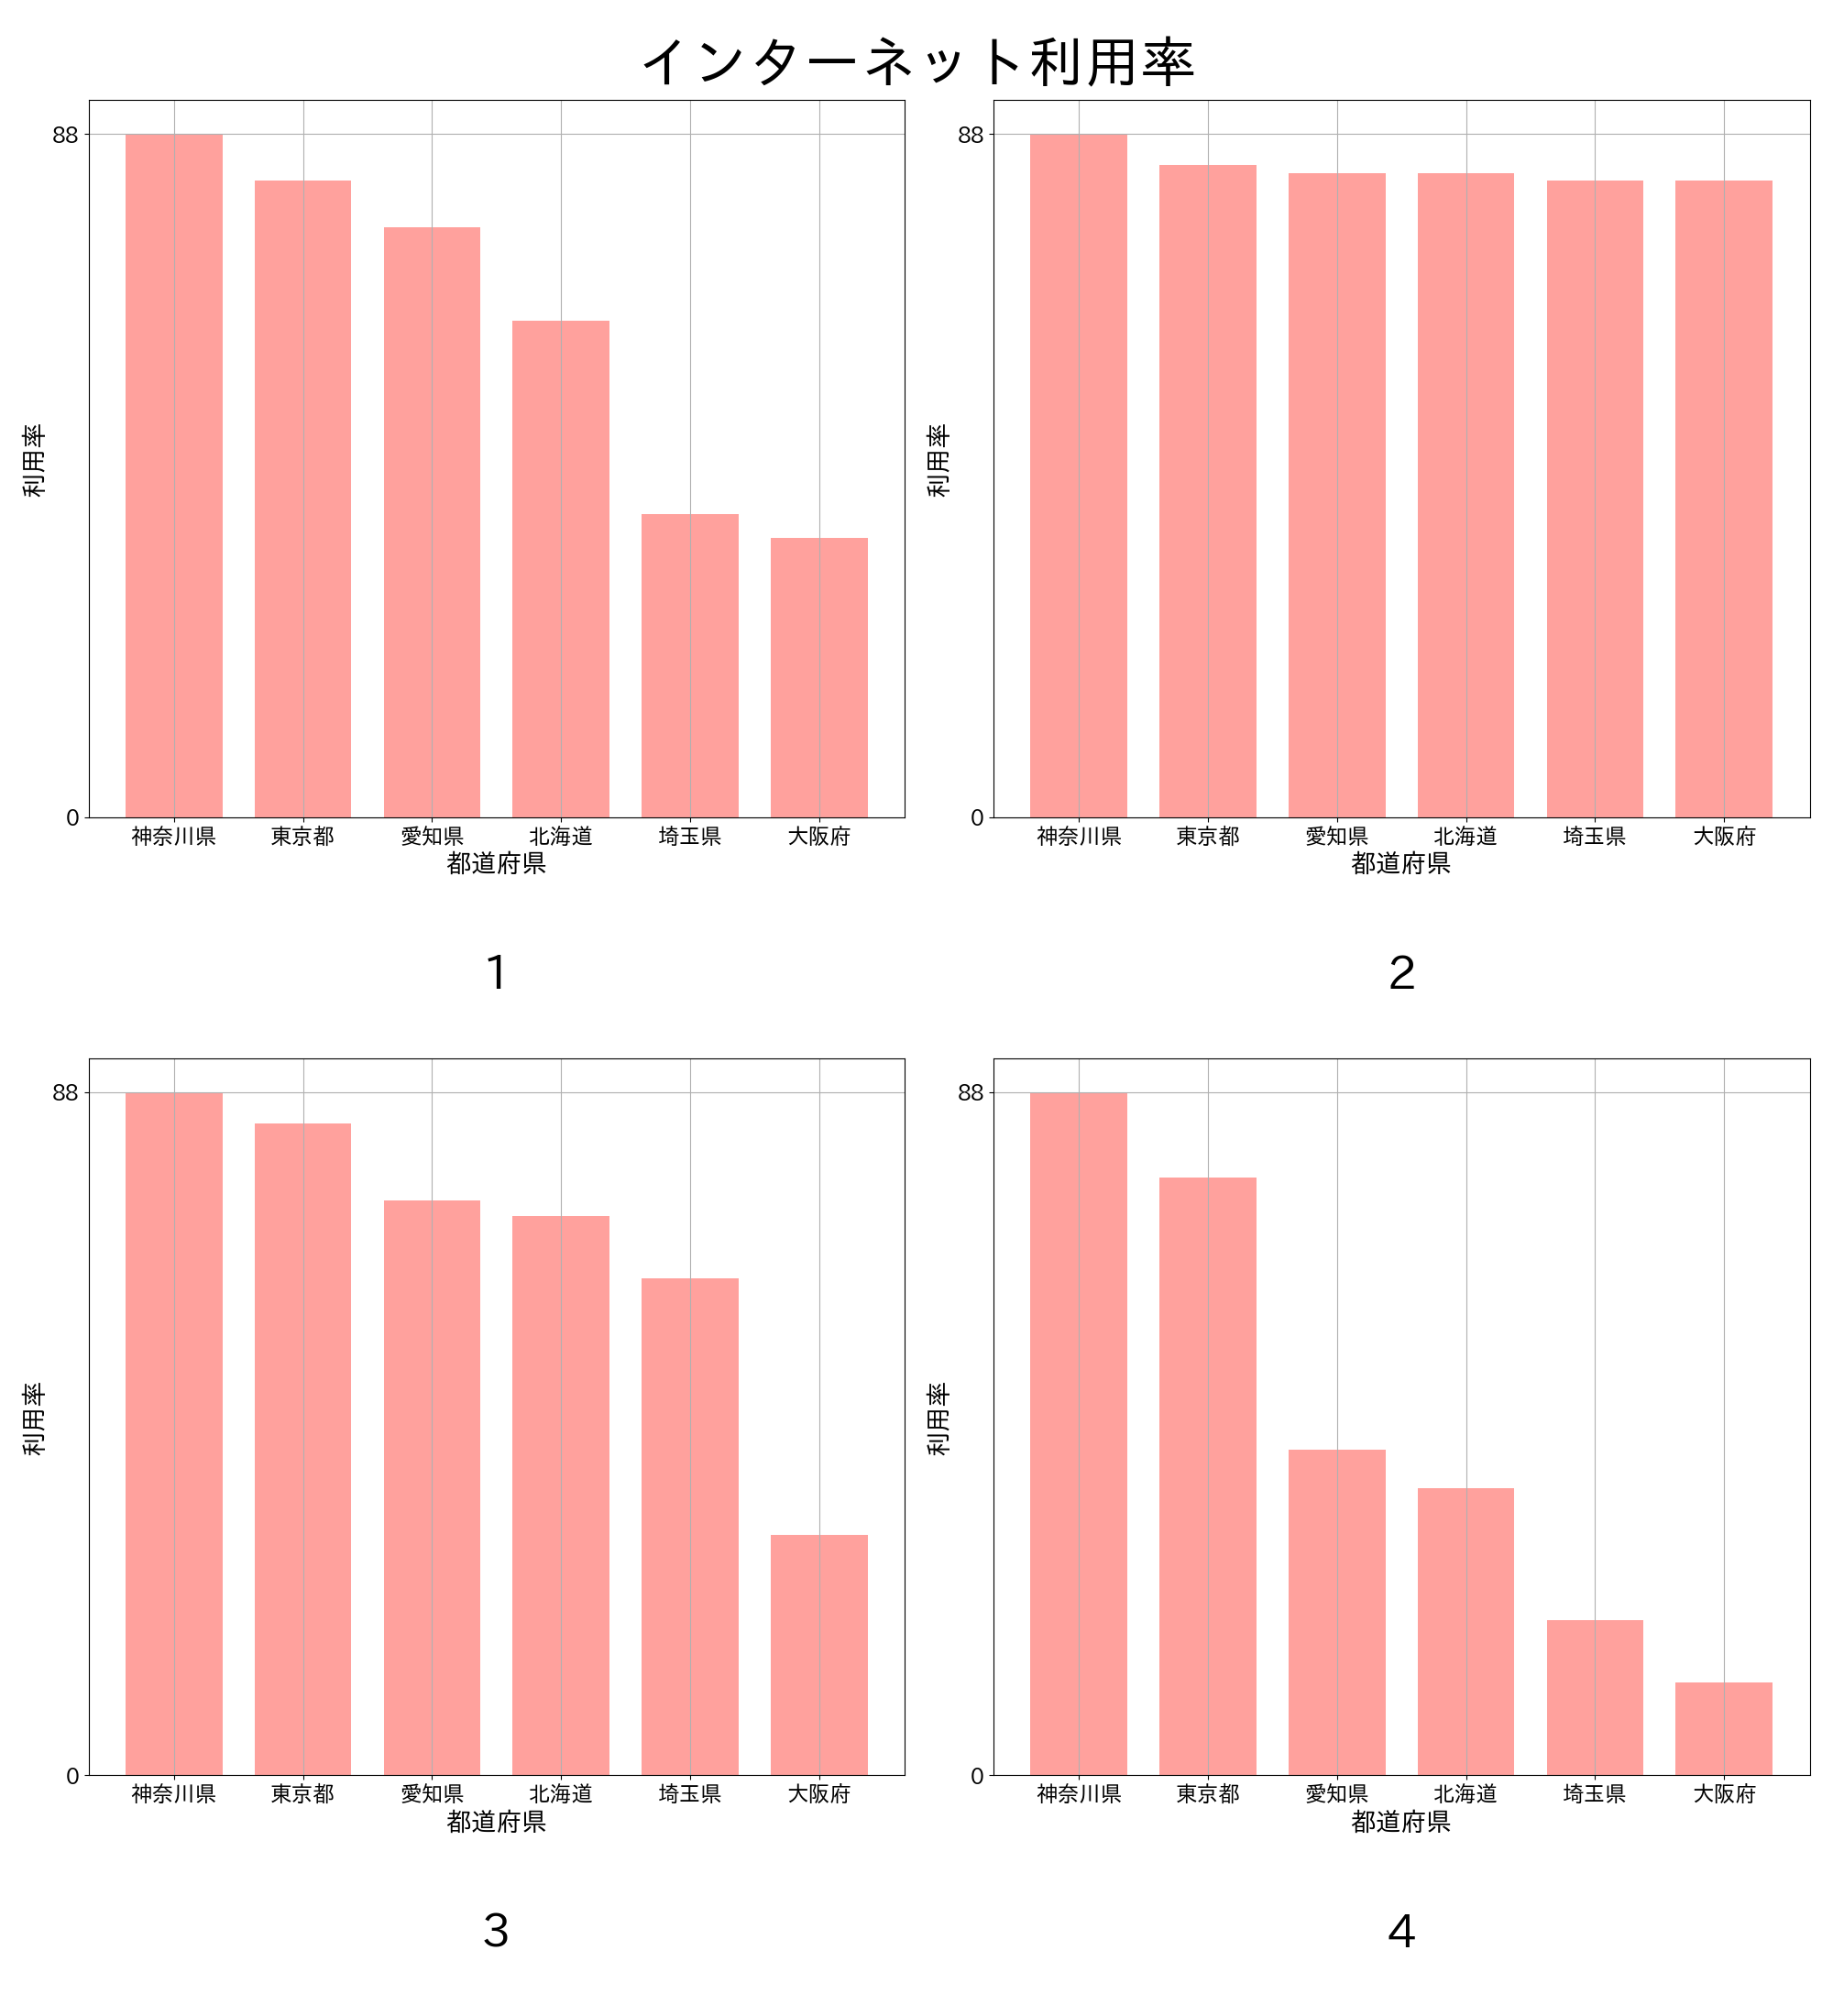 インターネット利用率
88
0
利用率
神奈川県 東京都 愛知県 北海道 埼玉県 大阪府
都道府県
1
88
0
利用率
神奈川県 東京都 愛知県 北海道 埼玉県 大阪府
都道府県
2
88
0
利用率
神奈川県 東京都 愛知県 北海道 埼玉県 大阪府
都道府県
3
88
0
利用率
神奈川県 東京都 愛知県 北海道 埼玉県 大阪府
都道府県
4